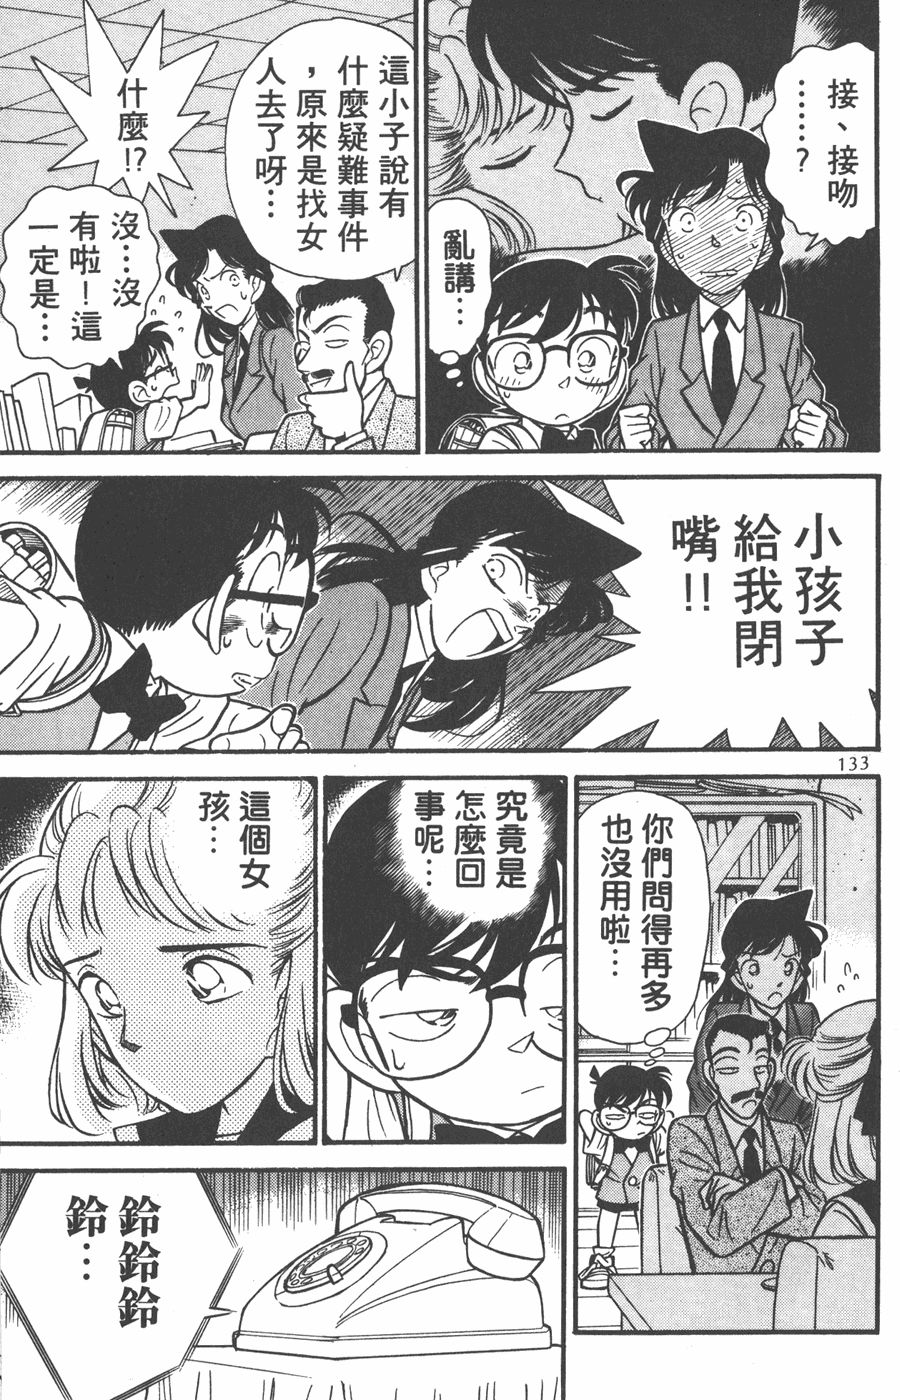 接、接吻
……?
亂講…
這小子說有
什麼疑難事件
，原來是找女
人去了呀…
什麼!?
沒…沒
有啦！這
一定是…
小孩子
給我閉
嘴!!
133
你們問得再多
也沒用啦…
究竟是
怎麼回
事呢…
這個女
孩…
鈴鈴鈴
鈴…